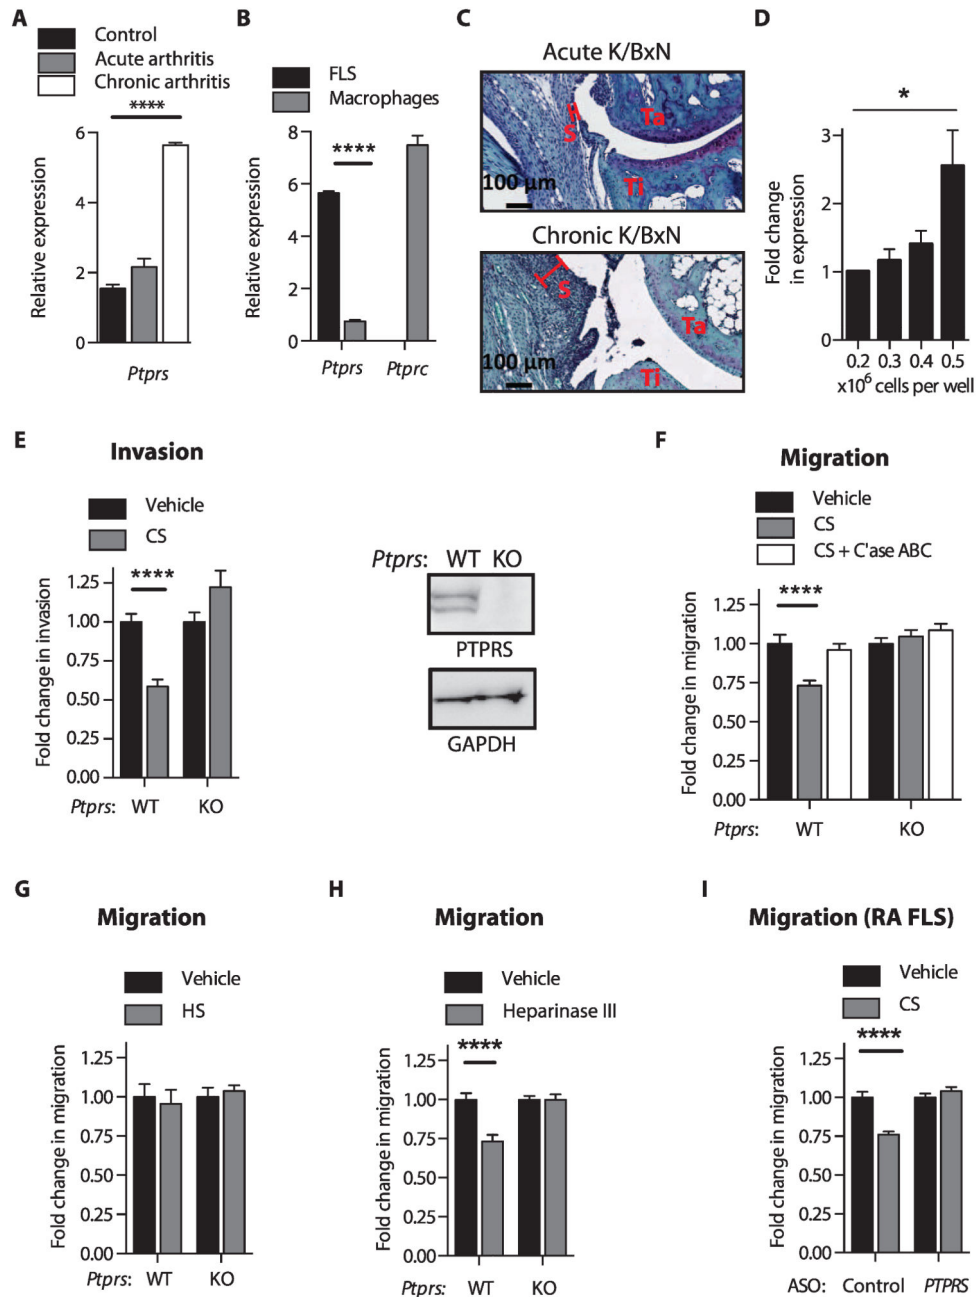 A
Control
Acute arthritis
Chronic arthritis
****
Relative expression
6
4
2
0
Ptprs
B
FLS
Macrophages
****
Relative expression
8
6
4
2
0
Ptprs Ptprc
C
Acute K/BxN
S
Ta
Ti
100 µm
Chronic K/BxN
S
Ta
Ti
100 µm
D
*
Fold change
in expression
3
2
1
0
0.2 0.3 0.4 0.5
x10⁶ cells per well
E
Invasion
Vehicle
CS
****
Fold change in invasion
1.25
1.00
0.75
0.50
0.25
0.00
Ptprs: WT KO
Ptprs: WT KO
PTPRS
GAPDH
F
Migration
Vehicle
CS
CS + C'ase ABC
****
Fold change in migration
1.25
1.00
0.75
0.50
0.25
0.00
Ptprs: WT KO
G
Migration
Vehicle
HS
Fold change in migration
1.25
1.00
0.75
0.50
0.25
0.00
Ptprs: WT KO
H
Migration
Vehicle
Heparinase III
****
Fold change in migration
1.25
1.00
0.75
0.50
0.25
0.00
Ptprs: WT KO
I
Migration (RA FLS)
Vehicle
CS
****
Fold change in migration
1.25
1.00
0.75
0.50
0.25
0.00
ASO: Control PTPRS